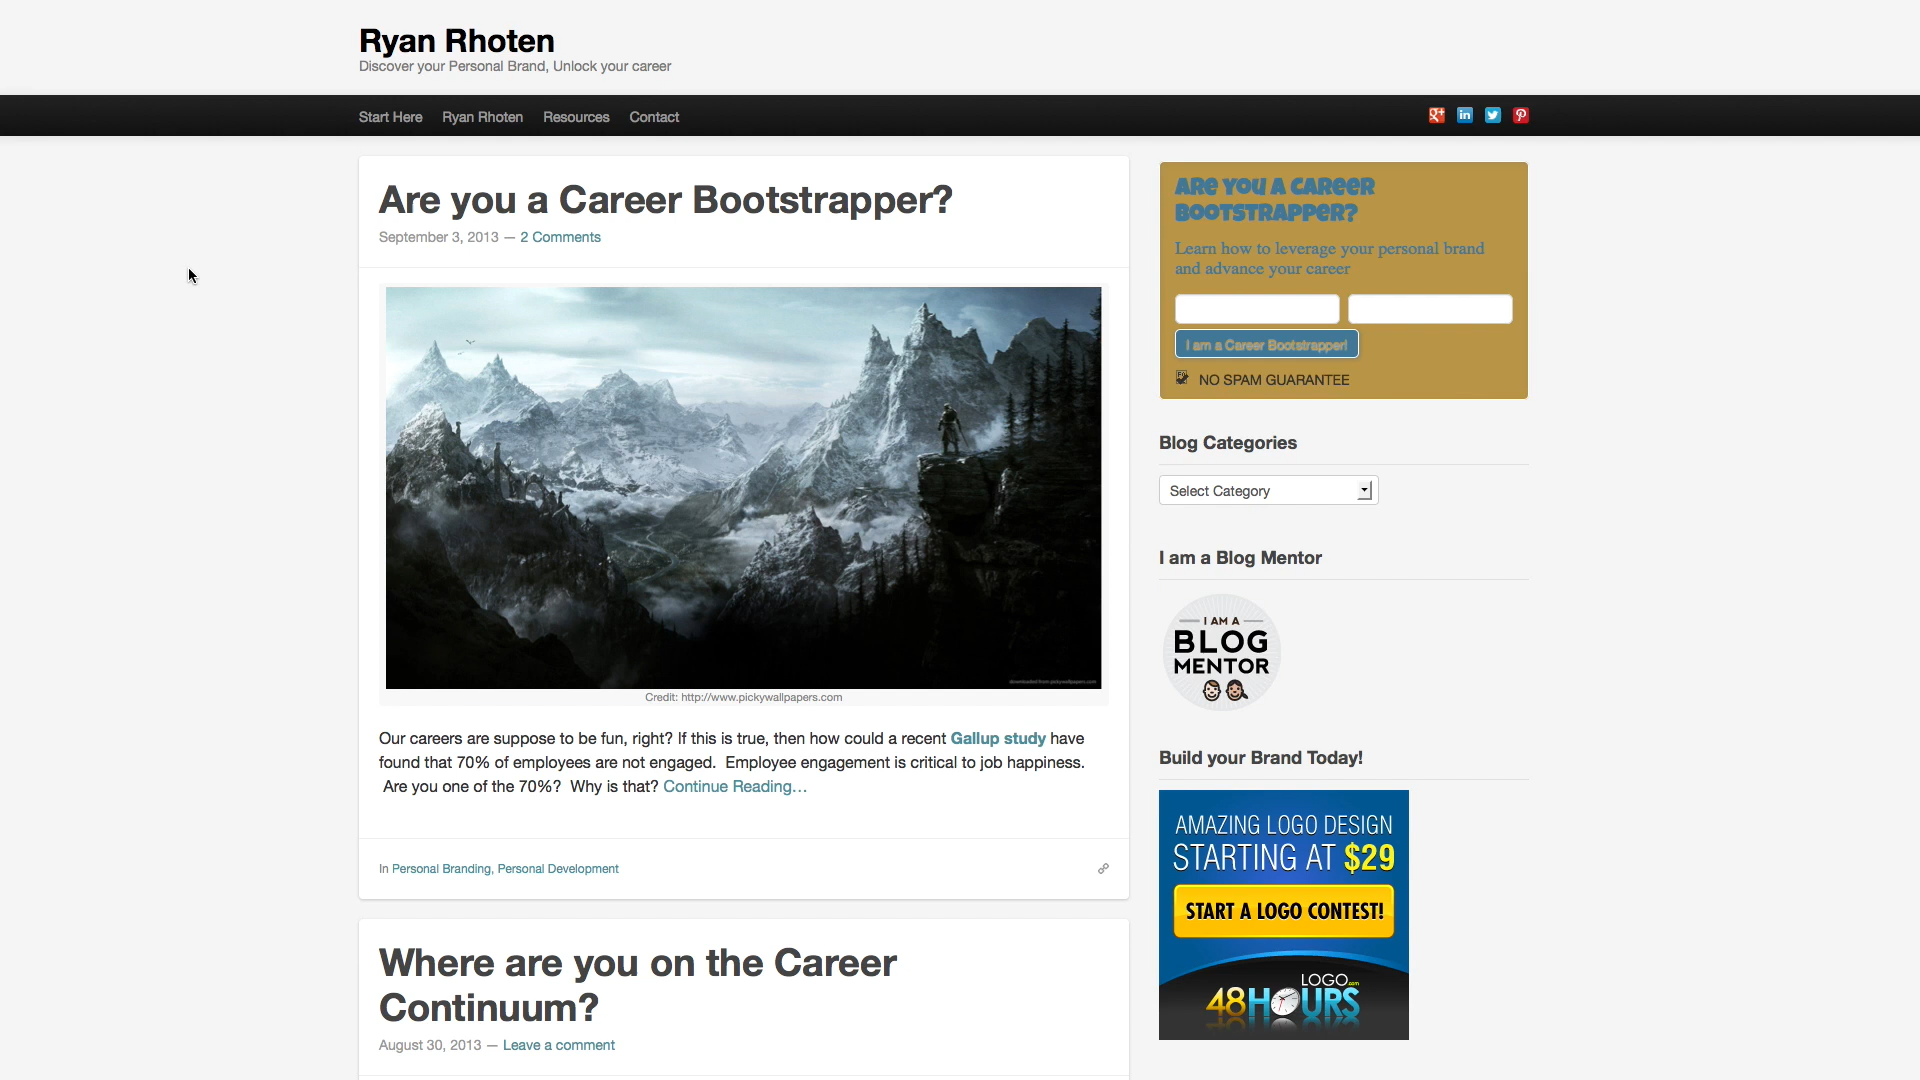 Ryan Rhoten
Discover your Personal Brand, Unlock your career
Start Here
Ryan Rhoten
Resources
Contact
Are you a Career Bootstrapper?
September 3, 2013 — 2 Comments
Credit: http://www.pickywallpapers.com
Our careers are suppose to be fun, right? If this is true, then how could a recent Gallup study have
found that 70% of employees are not engaged.  Employee engagement is critical to job happiness.
Are you one of the 70%?  Why is that? Continue Reading…
In Personal Branding, Personal Development
Where are you on the Career
Continuum?
August 30, 2013 — Leave a comment
Are you a Career
Bootstrapper?
Learn how to leverage your personal brand
and advance your career
I am a Career Bootstrapper!
NO SPAM GUARANTEE
Blog Categories
Select Category
I am a Blog Mentor
I AM A
BLOG
MENTOR
Build your Brand Today!
AMAZING LOGO DESIGN
STARTING AT $29
START A LOGO CONTEST!
LOGO.com
48HOURS